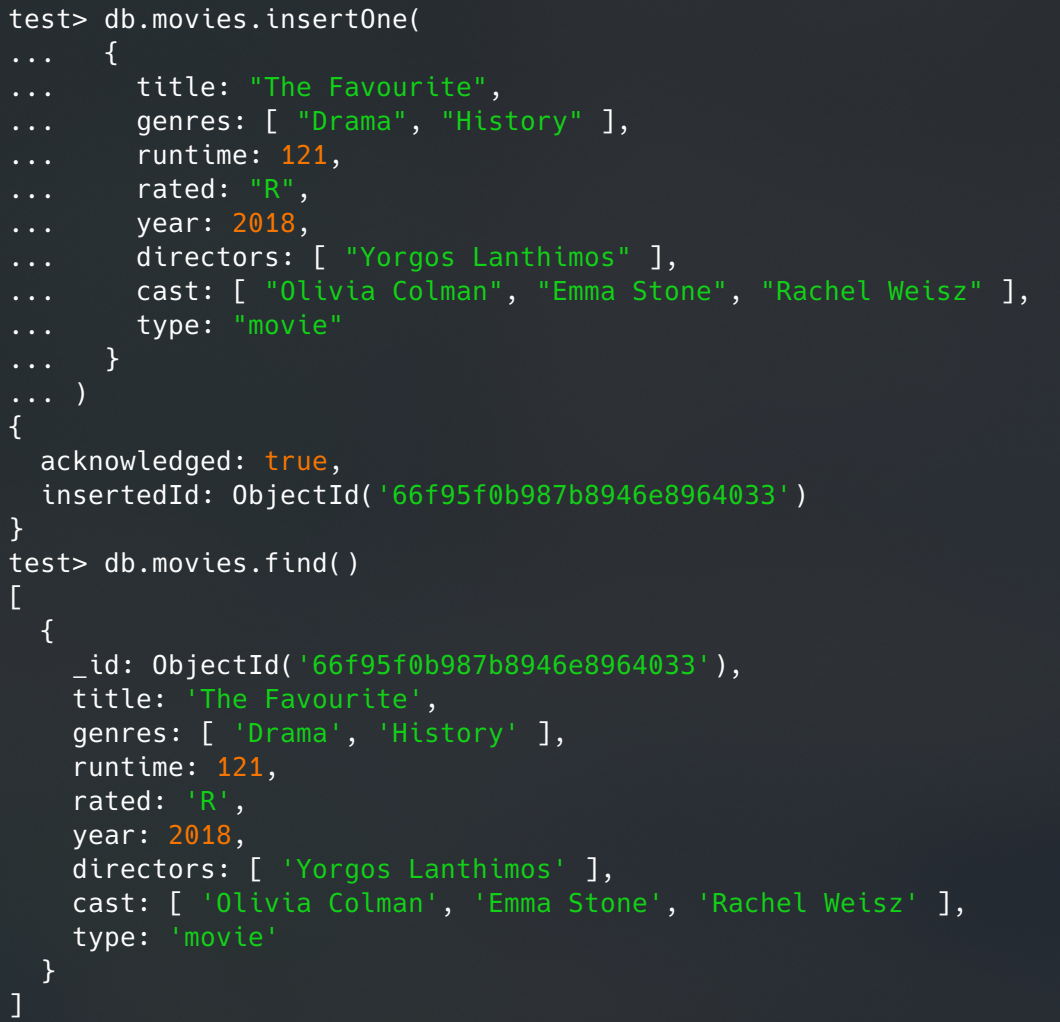 test> db.movies.insertOne(
...   {
...     title: "The Favourite",
...     genres: [ "Drama", "History" ],
...     runtime: 121,
...     rated: "R",
...     year: 2018,
...     directors: [ "Yorgos Lanthimos" ],
...     cast: [ "Olivia Colman", "Emma Stone", "Rachel Weisz" ],
...     type: "movie"
...   }
... )
{
  acknowledged: true,
  insertedId: ObjectId('66f95f0b987b8946e8964033')
}
test> db.movies.find()
[
  {
    _id: ObjectId('66f95f0b987b8946e8964033'),
    title: 'The Favourite',
    genres: [ 'Drama', 'History' ],
    runtime: 121,
    rated: 'R',
    year: 2018,
    directors: [ 'Yorgos Lanthimos' ],
    cast: [ 'Olivia Colman', 'Emma Stone', 'Rachel Weisz' ],
    type: 'movie'
  }
]